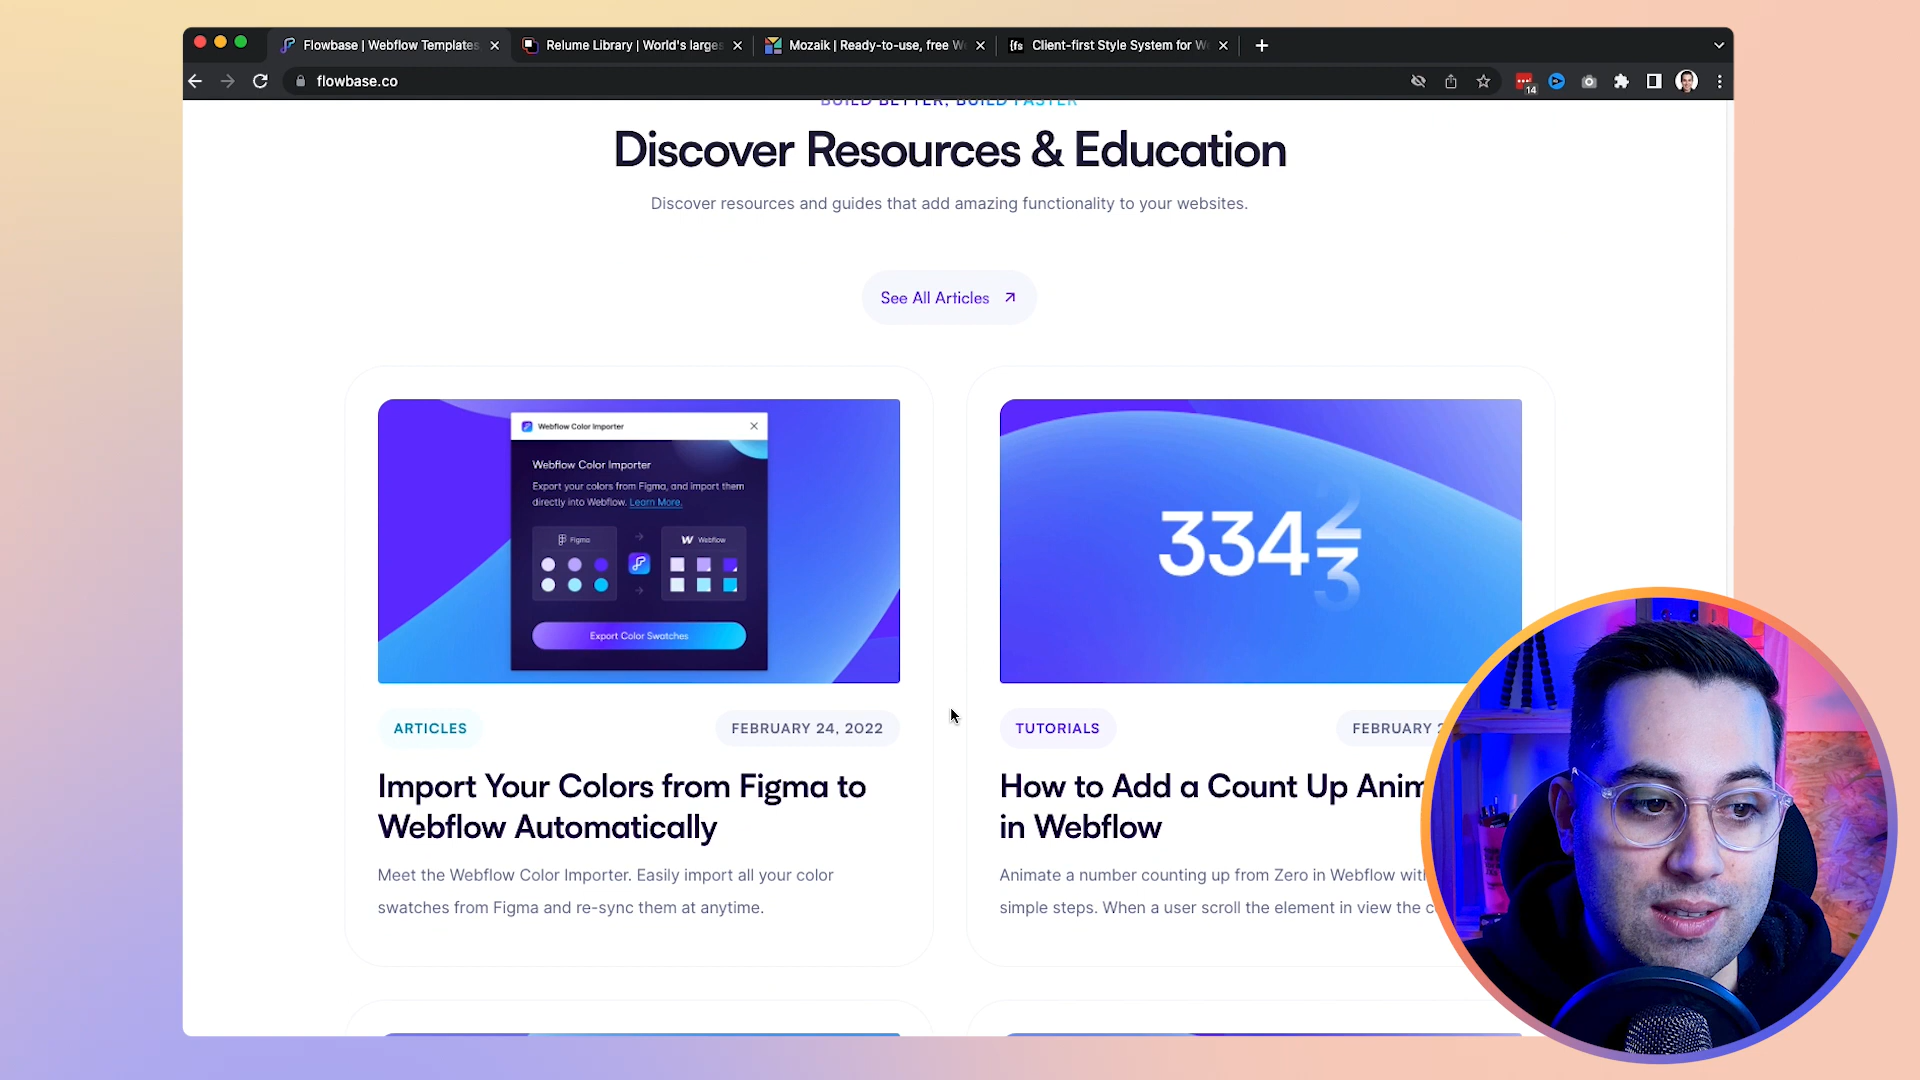 Flowbase | Webflow Templates
Relume Library | World's larges
Mozaik | Ready-to-use, free W
{fs Client-first Style System for W
flowbase.co
14
BUILD BETTER, BUILD FASTER
Discover Resources & Education
Discover resources and guides that add amazing functionality to your websites.
See All Articles
Webflow Color Importer
Webflow Color Importer
Export your colors from Figma, and import them
directly into Webflow. Learn More.
Figma
Webflow
Export Color Swatches
3342
3
ARTICLES
FEBRUARY 24, 2022
Import Your Colors from Figma to
Webflow Automatically
Meet the Webflow Color Importer. Easily import all your color
swatches from Figma and re-sync them at anytime.
TUTORIALS
FEBRUARY 2
How to Add a Count Up Anim
in Webflow
Animate a number counting up from Zero in Webflow wit
simple steps. When a user scroll the element in view the c